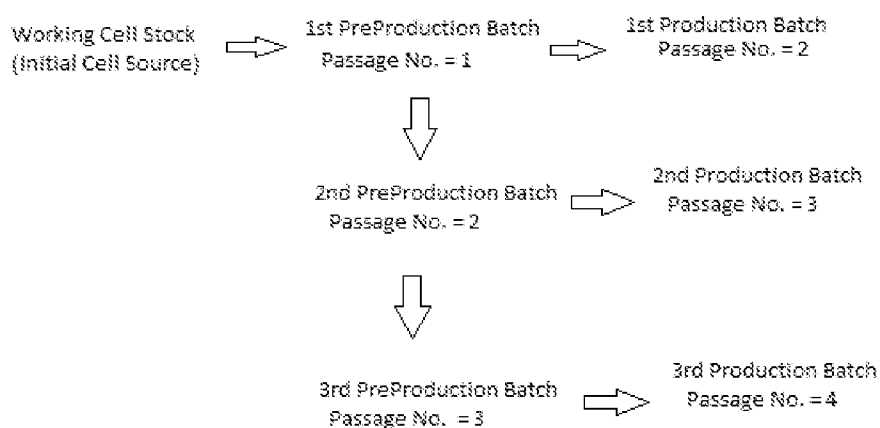 Working Cell Stock
(Initial Cell Source)
1st PreProduction Batch
Passage No. = 1
1st Production Batch
Passage No. = 2
2nd PreProduction Batch
Passage No. = 2
2nd Production Batch
Passage No. = 3
3rd PreProduction Batch
Passage No. = 3
3rd Production Batch
Passage No. = 4